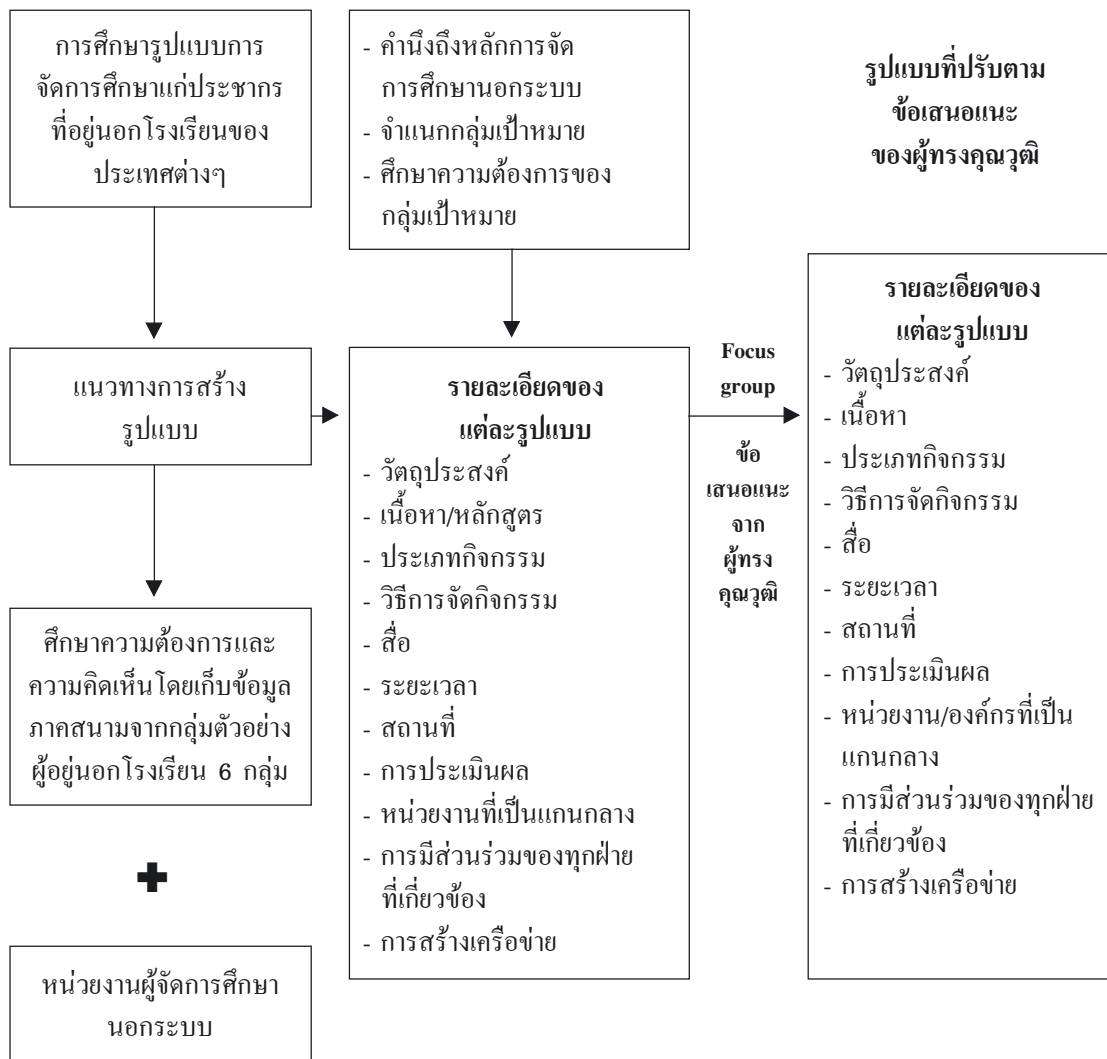 การศึกษารูปแบบการ
จัดการศึกษาแก่ประชากร
ที่อยู่นอกโรงเรียนของ
ประเทศต่างๆ
แนวทางการสร้าง
รูปแบบ
ศึกษาความต้องการและ
ความคิดเห็นโดยเก็บข้อมูล
ภาคสนามจากกลุ่มตัวอย่าง
ผู้อยู่นอกโรงเรียน 6 กลุ่ม
+
หน่วยงานผู้จัดการศึกษา
นอกระบบ
- คำนึงถึงหลักการจัด
การศึกษานอกระบบ
- จำแนกกลุ่มเป้าหมาย
- ศึกษาความต้องการของ
กลุ่มเป้าหมาย
รายละเอียดของ
แต่ละรูปแบบ
- วัตถุประสงค์
- เนื้อหา/หลักสูตร
- ประเภทกิจกรรม
- วิธีการจัดกิจกรรม
- สื่อ
- ระยะเวลา
- สถานที่
- การประเมินผล
- หน่วยงานที่เป็นแกนกลาง
- การมีส่วนร่วมของทุกฝ่าย
ที่เกี่ยวข้อง
- การสร้างเครือข่าย
Focus
group
ข้อ
เสนอแนะ
จาก
ผู้ทรง
คุณวุฒิ
รูปแบบที่ปรับตาม
ข้อเสนอแนะ
ของผู้ทรงคุณวุฒิ
รายละเอียดของ
แต่ละรูปแบบ
- วัตถุประสงค์
- เนื้อหา
- ประเภทกิจกรรม
- วิธีการจัดกิจกรรม
- สื่อ
- ระยะเวลา
- สถานที่
- การประเมินผล
- หน่วยงาน/องค์กรที่เป็น
แกนกลาง
- การมีส่วนร่วมของทุกฝ่าย
ที่เกี่ยวข้อง
- การสร้างเครือข่าย